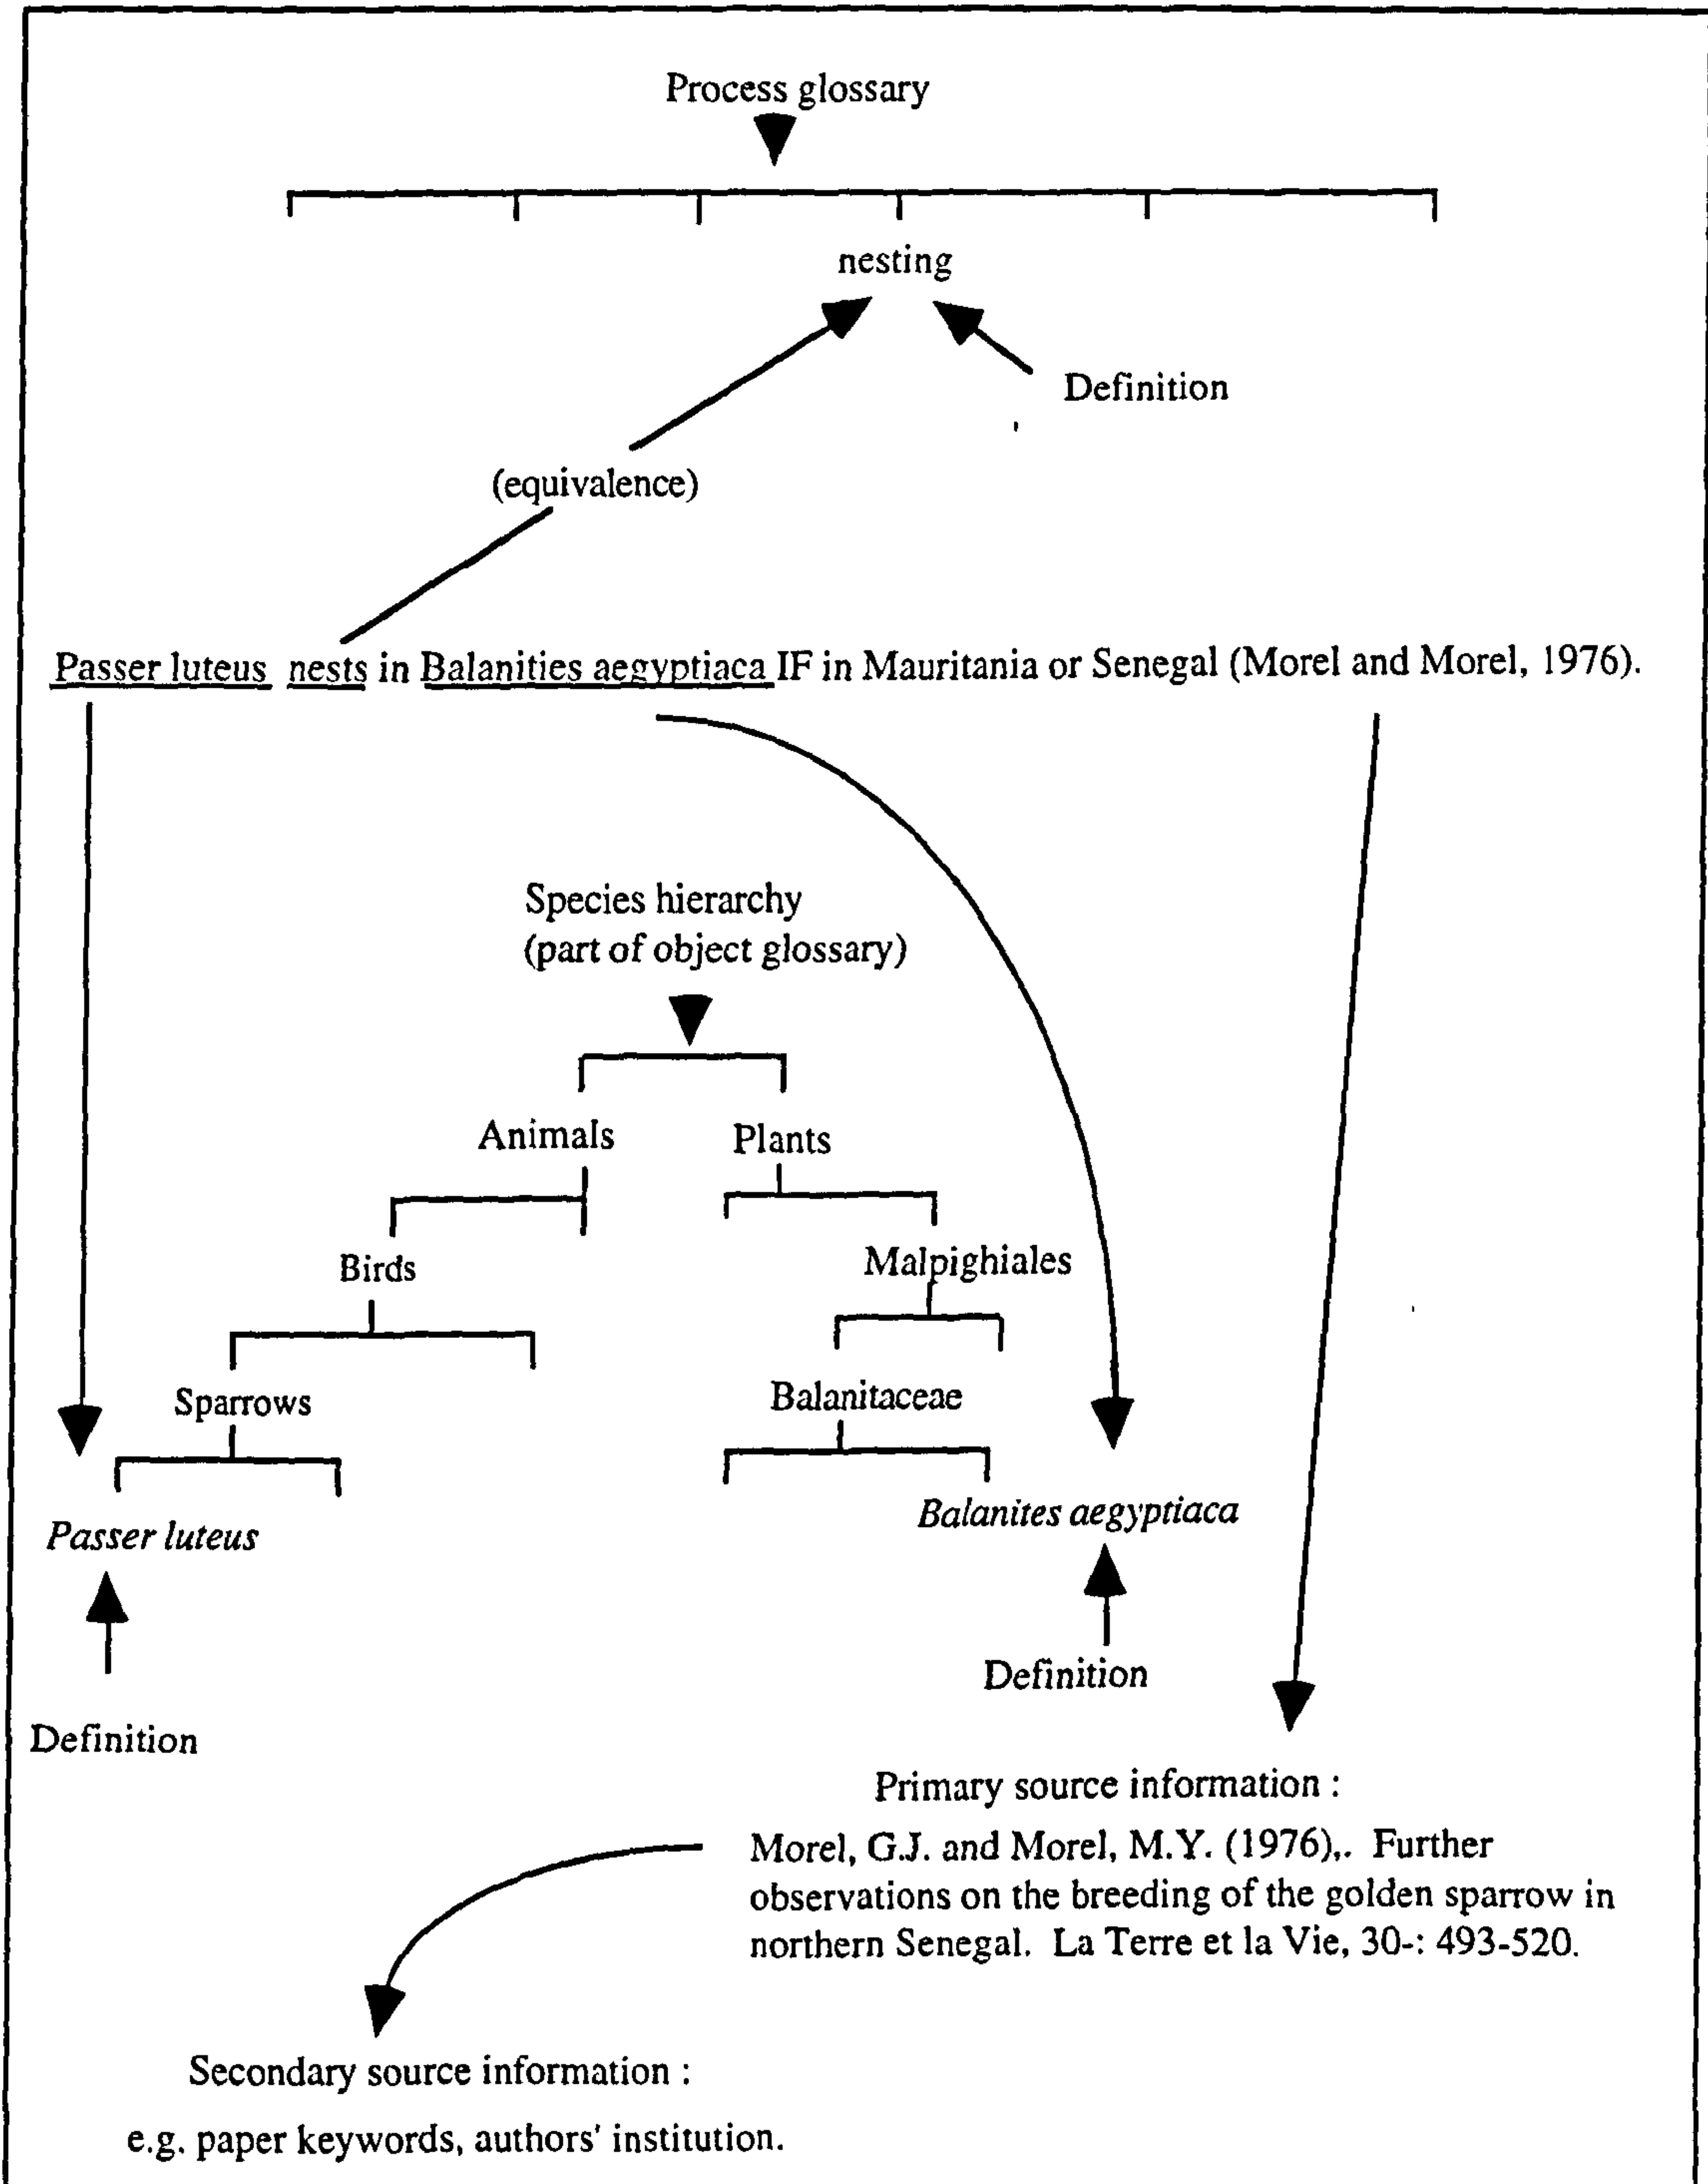 Process glossary
nesting
Definition
(equivalence)
Passer luteus nests in Balanities aegyptiaca IF in Mauritania or Senegal (Morel and Morel, 1976).
Species hierarchy
(part of object glossary)
Animals
Plants
Birds
Malpighiales
Sparrows
Balanitaceae
Passer luteus
Balanites aegyptiaca
Definition
Definition
Primary source information :
Morel, G.J. and Morel, M.Y. (1976),. Further
observations on the breeding of the golden sparrow in
northern Senegal. La Terre et la Vie, 30-: 493-520.
Secondary source information :
e.g. paper keywords, authors' institution.